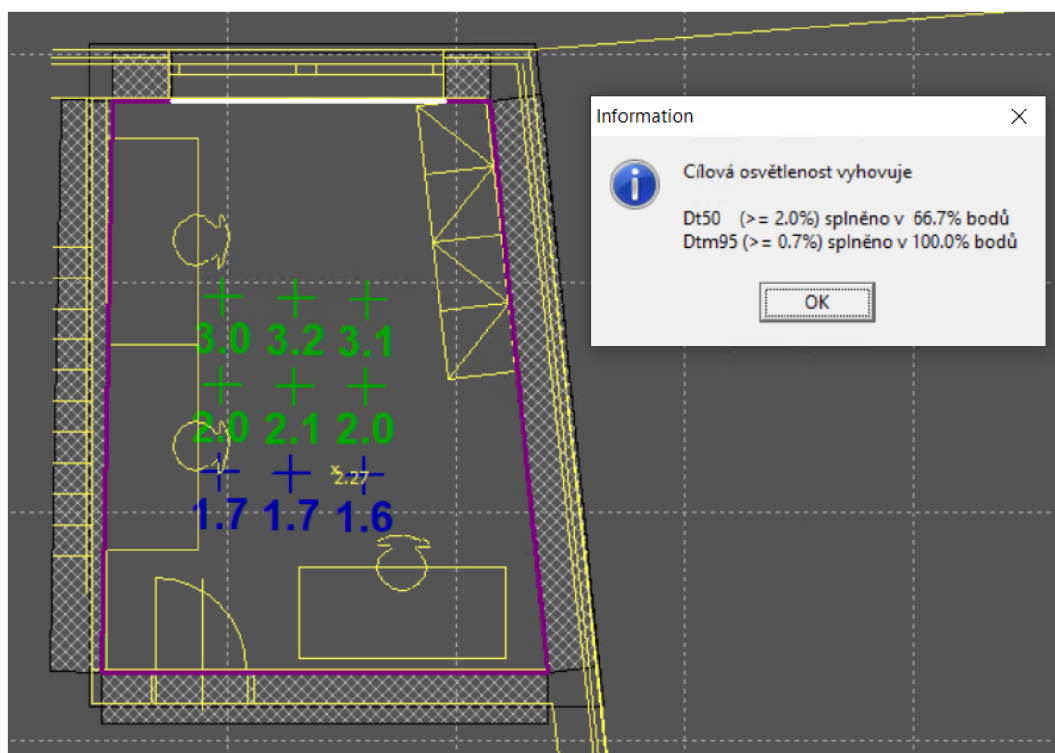 Information
Cílová osvětlenost vyhovuje
Dt50 (>= 2.0%) splněno v 66.7% bodů
Dtm95 (>= 0.7%) splněno v 100.0% bodů
OK
3.0 3.2 3.1
2.0 2.1 2.0
x2.27
1.7 1.7 1.6